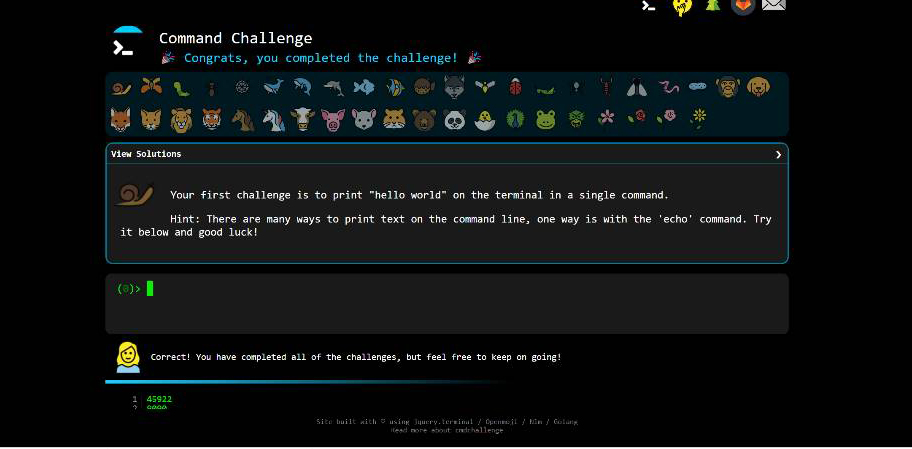 Command Challenge
Congrats, you completed the challenge!
View Solutions
Your first challenge is to print "hello world" on the terminal in a single command.
Hint: There are many ways to print text on the command line, one way is with the 'echo' command. Try
it below and good luck!
(0)>
Correct! You have completed all of the challenges, but feel free to keep on going!
1 45922
2
Site built with ♡ using jquery.terminal / Openmoji / Nim / Golang
Read more about cmdchallenge